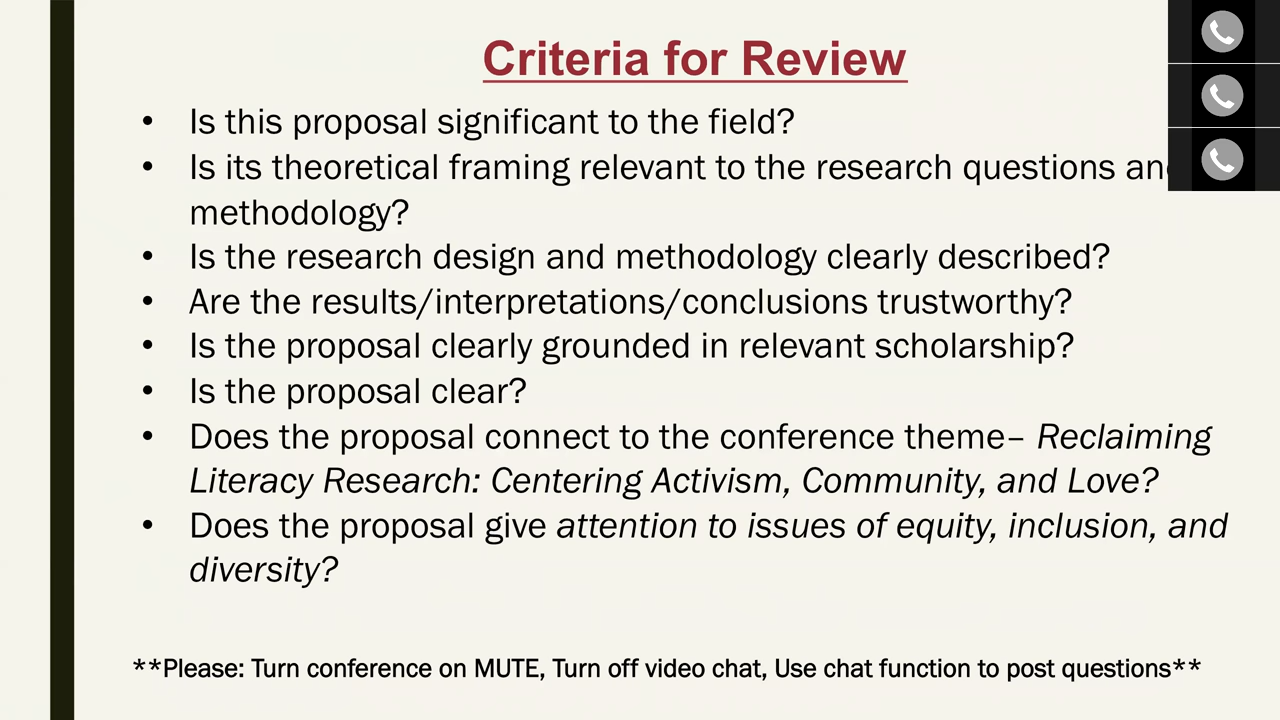 Criteria for Review
• Is this proposal significant to the field?
• Is its theoretical framing relevant to the research questions
methodology?
• Is the research design and methodology clearly described?
• Are the results/interpretations/conclusions trustworthy?
• Is the proposal clearly grounded in relevant scholarship?
• Is the proposal clear?
• Does the proposal connect to the conference theme– Reclaiming
Literacy Research: Centering Activism, Community, and Love?
• Does the proposal give attention to issues of equity, inclusion, and
diversity?
**Please: Turn conference on MUTE, Turn off video chat, Use chat function to post questions**